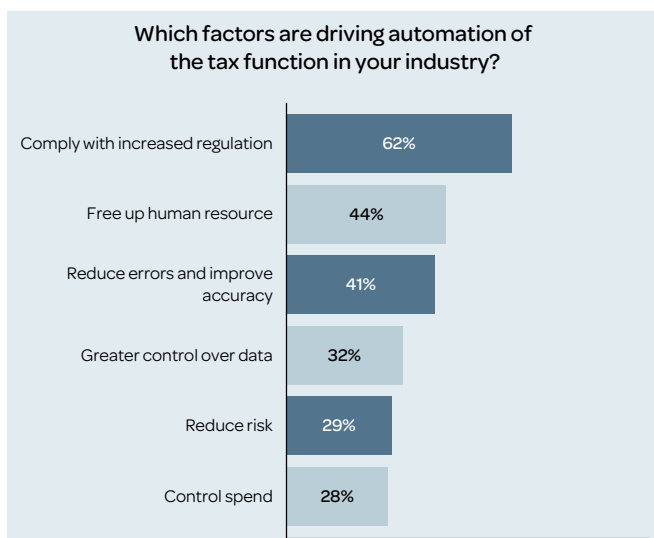 Which factors are driving automation of
the tax function in your industry?
Comply with increased regulation
62%
Free up human resource
44%
Reduce errors and improve
accuracy
41%
Greater control over data
32%
Reduce risk
29%
Control spend
28%